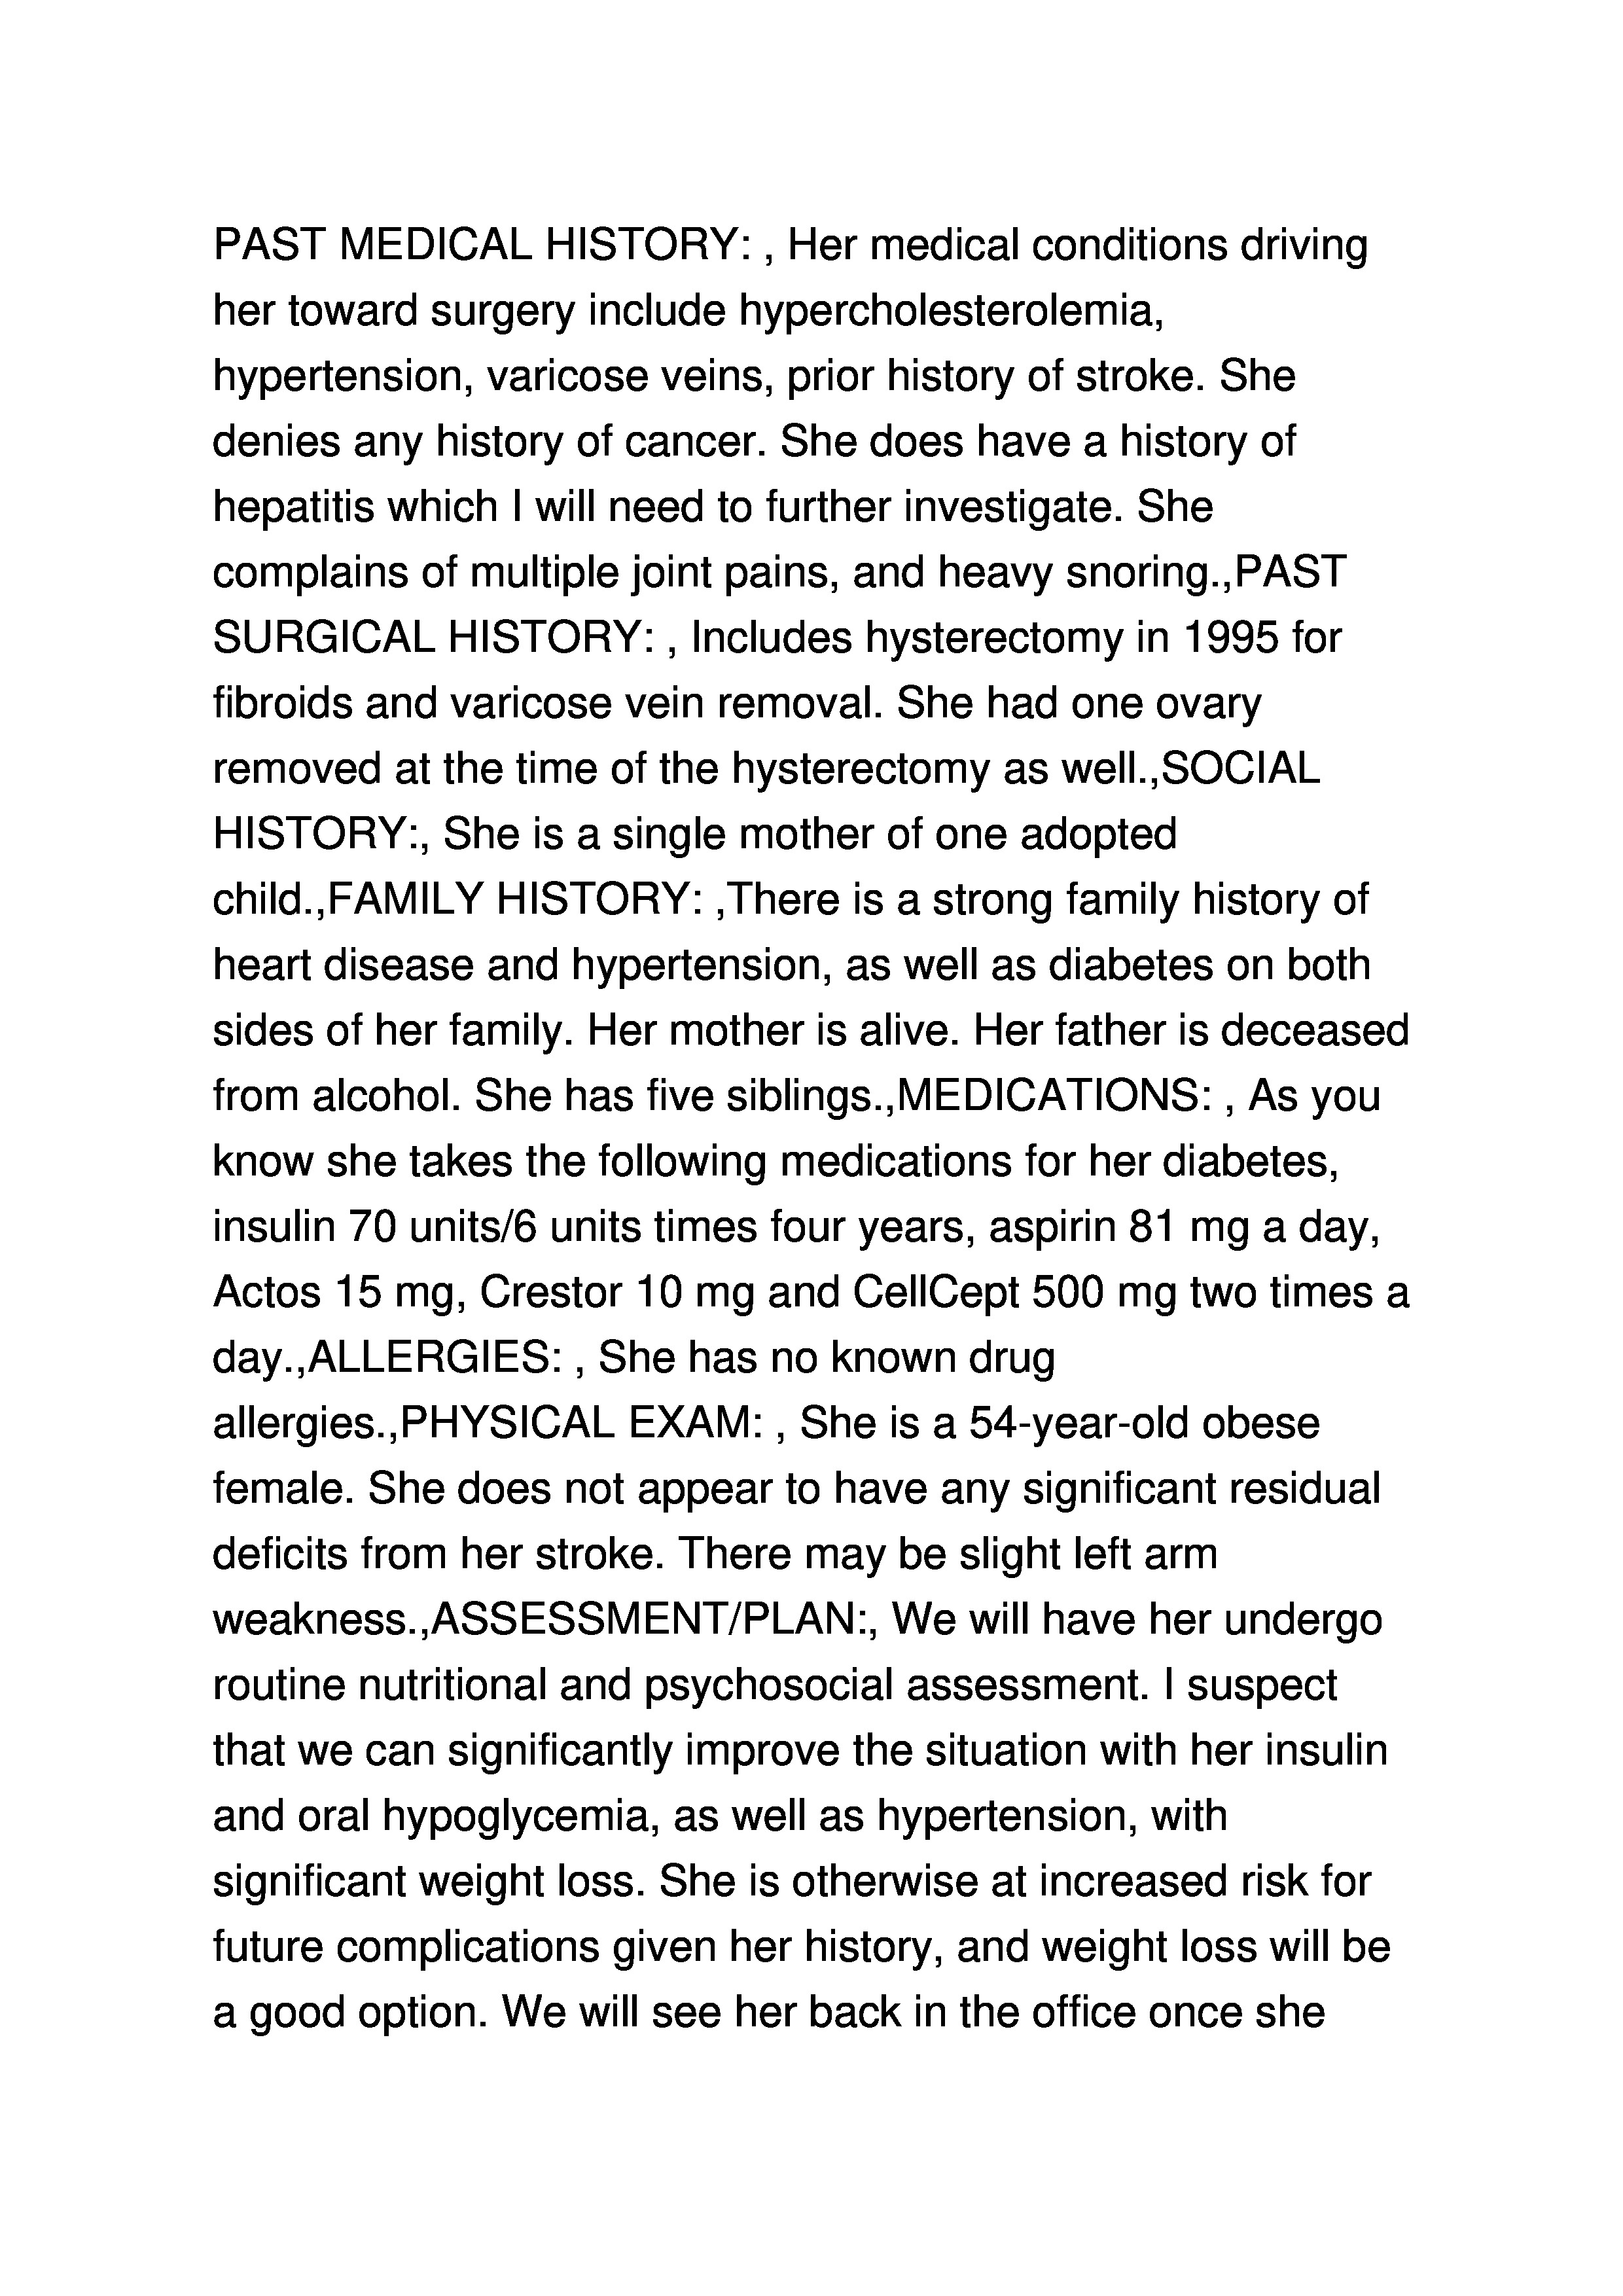 PAST MEDICAL HISTORY: , Her medical conditions driving
her toward surgery include hypercholesterolemia,
hypertension, varicose veins, prior history of stroke. She
denies any history of cancer. She does have a history of
hepatitis which I will need to further investigate. She
complains of multiple joint pains, and heavy snoring.,PAST
SURGICAL HISTORY: , Includes hysterectomy in 1995 for
fibroids and varicose vein removal. She had one ovary
removed at the time of the hysterectomy as well.,SOCIAL
HISTORY:, She is a single mother of one adopted
child.,FAMILY HISTORY: ,There is a strong family history of
heart disease and hypertension, as well as diabetes on both
sides of her family. Her mother is alive. Her father is deceased
from alcohol. She has five siblings.,MEDICATIONS: , As you
know she takes the following medications for her diabetes,
insulin 70 units/6 units times four years, aspirin 81 mg a day,
Actos 15 mg, Crestor 10 mg and CellCept 500 mg two times a
day.,ALLERGIES: , She has no known drug
allergies.,PHYSICAL EXAM: , She is a 54-year-old obese
female. She does not appear to have any significant residual
deficits from her stroke. There may be slight left arm
weakness.,ASSESSMENT/PLAN:, We will have her undergo
routine nutritional and psychosocial assessment. I suspect
that we can significantly improve the situation with her insulin
and oral hypoglycemia, as well as hypertension, with
significant weight loss. She is otherwise at increased risk for
future complications given her history, and weight loss will be
a good option. We will see her back in the office once she